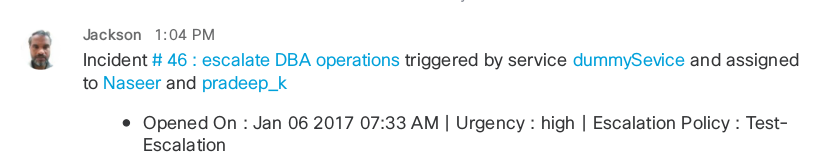 Jackson 1:04 PM
Incident # 46 : escalate DBA operations triggered by service dummySevice and assigned
to Naseer and pradeep_k
• Opened On : Jan 06 2017 07:33 AM | Urgency : high | Escalation Policy : Test-
Escalation